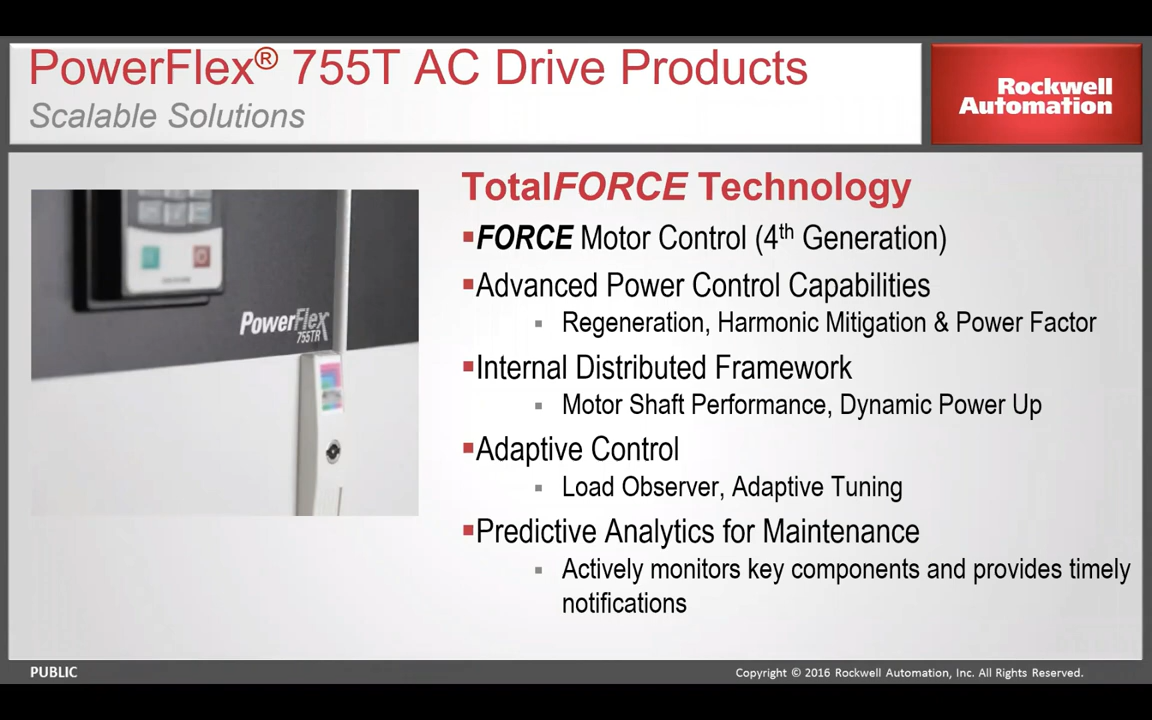 PowerFlex® 755T AC Drive Products
Scalable Solutions
Rockwell
Automation
TotalFORCE Technology
▪FORCE Motor Control (4th Generation)
▪Advanced Power Control Capabilities
▪ Regeneration, Harmonic Mitigation & Power Factor
▪Internal Distributed Framework
▪ Motor Shaft Performance, Dynamic Power Up
▪Adaptive Control
▪ Load Observer, Adaptive Tuning
▪Predictive Analytics for Maintenance
▪ Actively monitors key components and provides timely
notifications
PowerFlex
755TR
PUBLIC
Copyright © 2016 Rockwell Automation, Inc. All Rights Reserved.